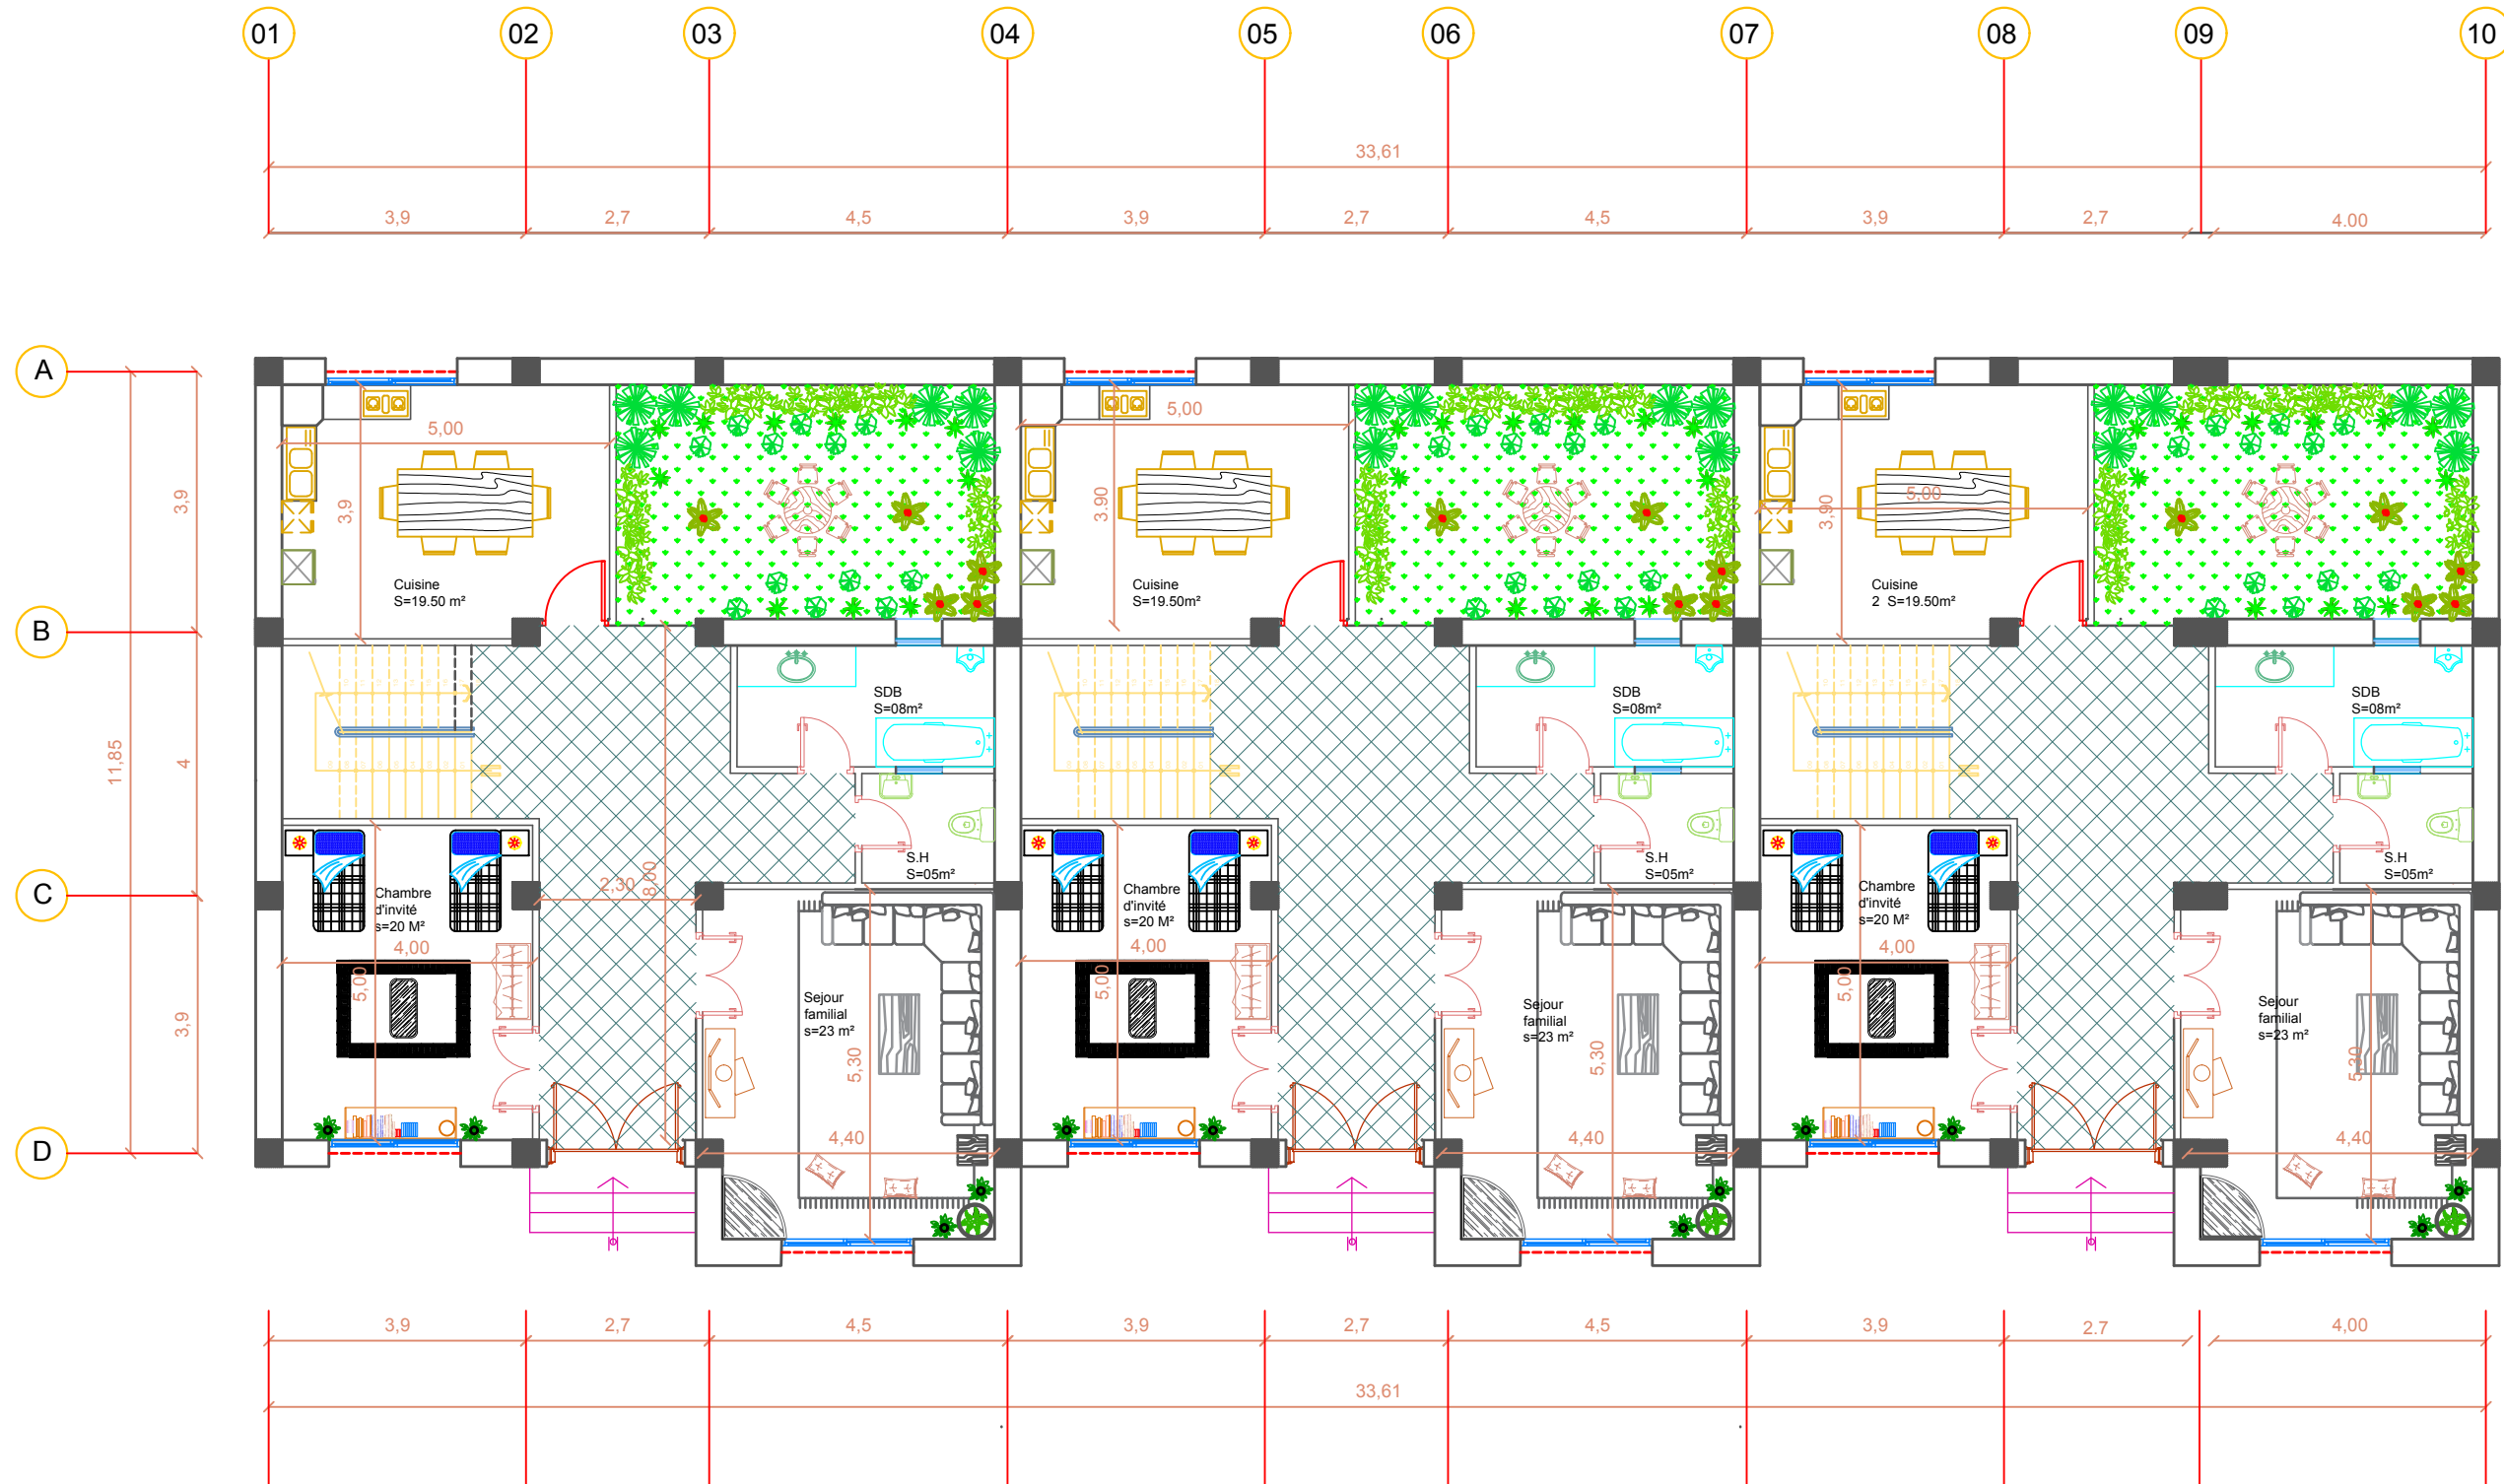 01 02 03 04 05 06 07 08 09 10
33,61
3,9 2,7 4,5 3,9 2,7 4,5 3,9 2,7 4.00
A
B
C
D
11,85
3,9
4
3,9
5,00
3,9
Cuisine
S=19.50 m²
5,00
3.90
Cuisine
S=19.50m²
5,00
3,90
Cuisine
2 S=19.50m²
SDB
S=08m²
SDB
S=08m²
SDB
S=08m²
S.H
S=05m²
S.H
S=05m²
S.H
S=05m²
2,30
8,00
Chambre
d'invité
s=20 M²
4,00
5,00
Chambre
d'invité
s=20 M²
4,00
5,00
Chambre
d'invité
s=20 M²
4,00
5,00
Sejour
familial
s=23 m²
5,30
4,40
Sejour
familial
s=23 m²
5,30
4,40
Sejour
familial
s=23 m²
5,30
4,40
3,9 2,7 4,5 3,9 2,7 4,5 3,9 2.7 4,00
33,61